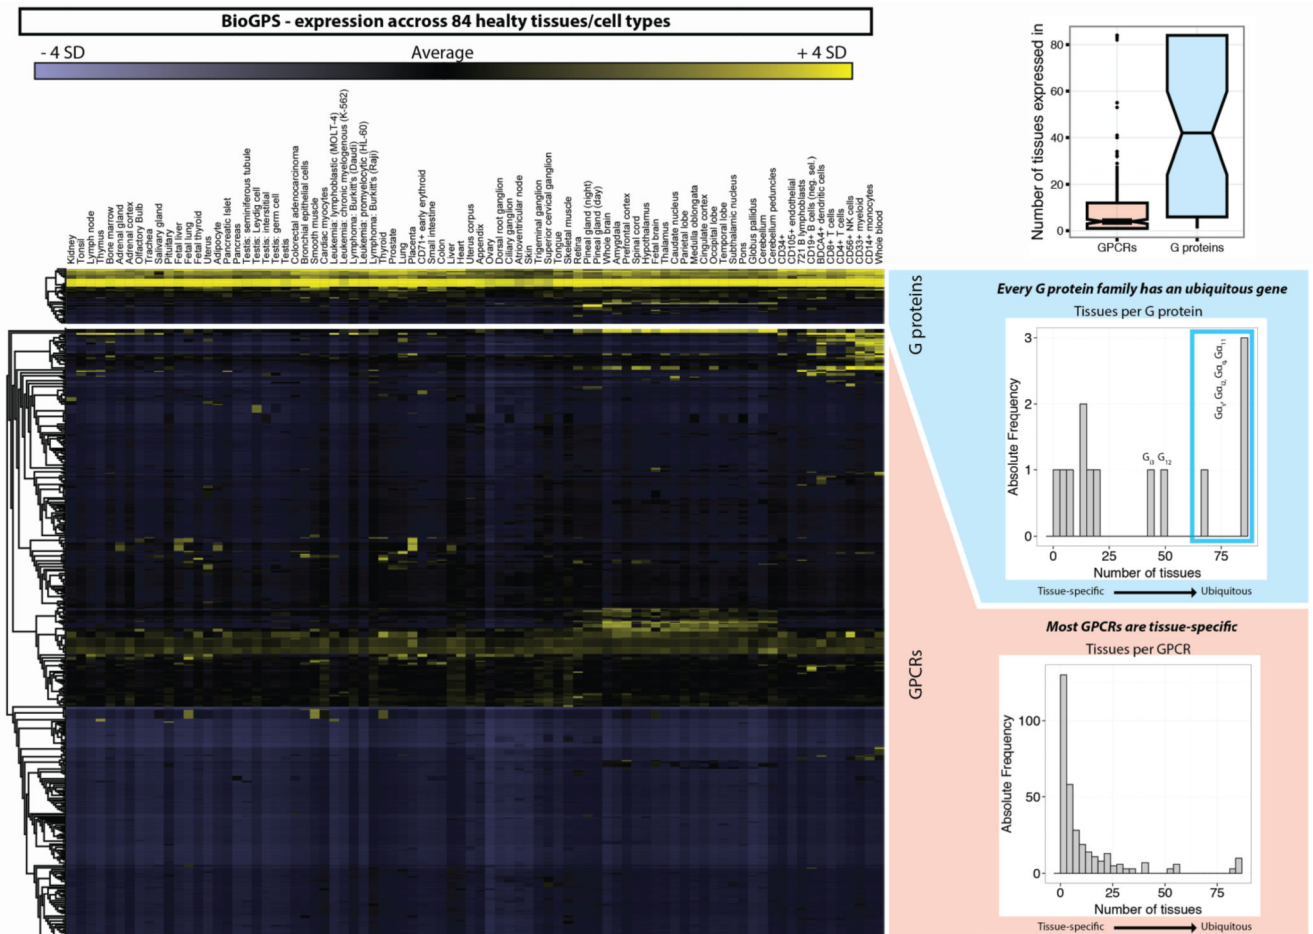 BioGPS - expression accross 84 healty tissues/cell types
- 4 SD
Average
+ 4 SD
Kidney
Tonsil
Lymph node
Thymus
Bone marrow
Adrenal gland
Adrenal cortex
Olfactory Bulb
Trachea
Salivary gland
Pituitary
Fetal liver
Fetal lung
Fetal thyroid
Uterus
Adipocyte
Pancreatic Islet
Pancreas
Testis: seminiferous tubule
Testis: Leydig cell
Testis: interstitial
Testis: germ cell
Testis
Colorectal adenocarcinoma
Bronchial epithelial cells
Smooth muscle
Cardiac myocytes
Leukemia: lymphoblastic (MOLT-4)
Leukemia: chronic myelogenous (K-562)
Lymphoma: Burkitt's (Daudi)
Leukemia: promyelocytic (HL-60)
Lymphoma: Burkitt's (Raji)
Thyroid
Prostate
Lung
Placenta
CD71+ early erythroid
Small intestine
Colon
Liver
Heart
Uterus corpus
Appendix
Ovary
Dorsal root ganglion
Ciliary ganglion
Atrioventricular node
Skin
Trigeminal ganglion
Superior cervical ganglion
Tongue
Skeletal muscle
Retina
Pineal gland (night)
Pineal gland (day)
Whole brain
Amygdala
Prefrontal cortex
Spinal cord
Hypothalamus
Fetal brain
Thalamus
Caudate nucleus
Parietal lobe
Medulla oblongata
Cingulate cortex
Occipital lobe
Temporal lobe
Subthalamic nucleus
Pons
Globus pallidus
Cerebellum
Cerebellum peduncles
CD34+
CD105+ endothelial
721 B lymphoblasts
CD19+ B cells (neg. sel.)
BDCA4+ dendritic cells
CD8+ T cells
CD4+ T cells
CD56+ NK cells
CD33+ myeloid
CD14+ monocytes
Whole blood
Number of tissues expressed in
80
60
40
20
0
GPCRs
G proteins
G proteins
Every G protein family has an ubiquitous gene
Tissues per G protein
Absolute Frequency
3
2
1
0
Gi3
G12
0
25
50
75
Number of tissues
Tissue-specific
Ubiquitous
GPCRs
Most GPCRs are tissue-specific
Tissues per GPCR
Absolute Frequency
100
50
0
0
25
50
75
Number of tissues
Tissue-specific
Ubiquitous